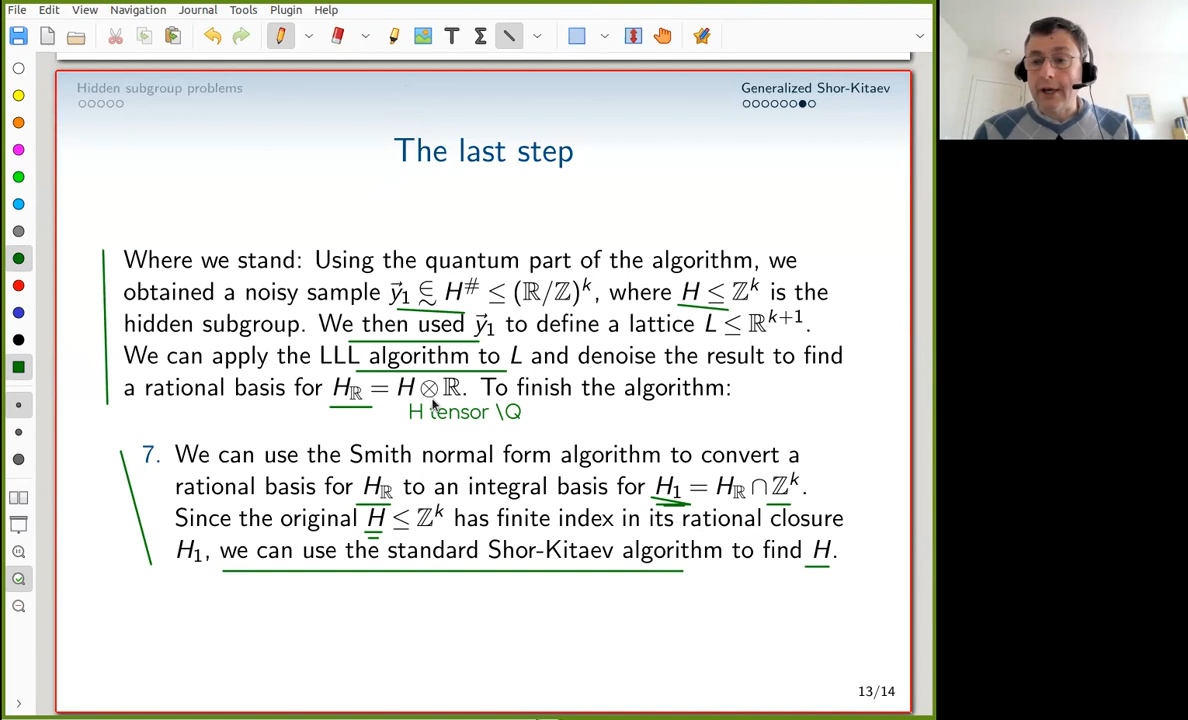 File Edit View Navigation Journal Tools Plugin Help
Hidden subgroup problems
Generalized Shor-Kitaev
The last step
Where we stand: Using the quantum part of the algorithm, we
obtained a noisy sample y⃗₁ ⋦ H^# ≤ (ℝ/ℤ)^k, where H ≤ ℤ^k is the
hidden subgroup. We then used y⃗₁ to define a lattice L ≤ ℝ^{k+1}.
We can apply the LLL algorithm to L and denoise the result to find
a rational basis for H_ℝ = H ⊗ ℝ. To finish the algorithm:
H tensor \Q
7. We can use the Smith normal form algorithm to convert a
rational basis for H_ℝ to an integral basis for H₁ = H_ℝ ∩ ℤ^k.
Since the original H ≤ ℤ^k has finite index in its rational closure
H₁, we can use the standard Shor-Kitaev algorithm to find H.
13/14